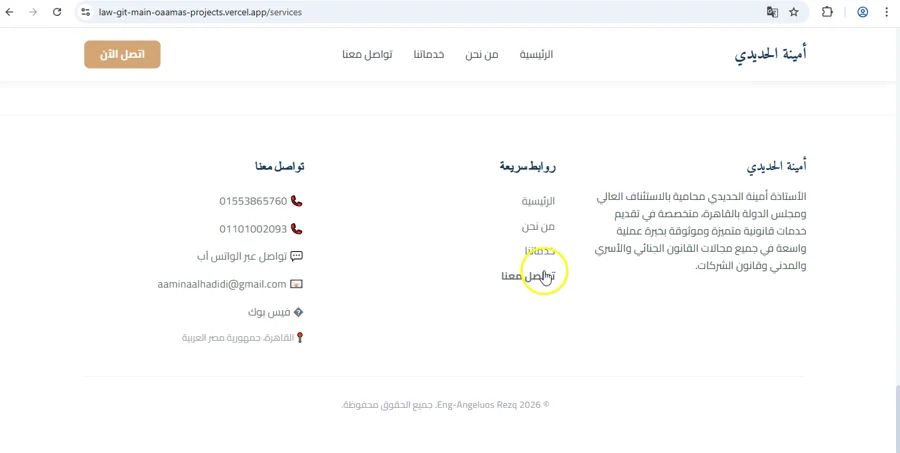 law-git-main-oaamas-projects.vercel.app/services
أمينة الحديدي
الرئيسية
من نحن
خدماتنا
تواصل معنا
اتصل الآن
أمينة الحديدي
الأستاذة أمينة الحديدي محامية بالاستئناف العالي
ومجلس الدولة بالقاهرة، متخصصة في تقديم
خدمات قانونية متميزة وموثوقة بخبرة عملية
واسعة في جميع مجالات القانون الجنائي والأسري
والمدني وقانون الشركات.
روابط سريعة
الرئيسية
من نحن
خدماتنا
تواصل معنا
تواصل معنا
📞 01553865760
📞 01101002093
💬 تواصل عبر الواتس أب
📧 aaminaalhadidi@gmail.com
� فيس بوك
📍 القاهرة، جمهورية مصر العربية
© 2026 Eng-Angeluos Rezq. جميع الحقوق محفوظة.